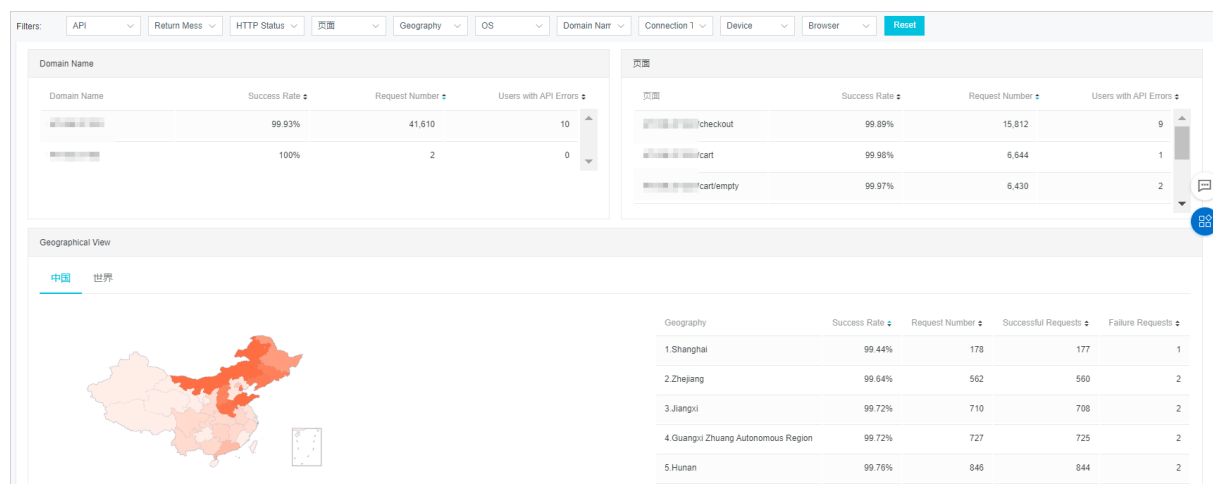 Filters: API Return Mess HTTP Status 页面 Geography OS Domain Nam Connection T Device Browser Reset
Domain Name
Domain Name Success Rate Request Number Users with API Errors
99.93% 41,610 10
100% 2 0
页面
页面 Success Rate Request Number Users with API Errors
/checkout 99.89% 15,812 9
/cart 99.98% 6,644 1
/cart/empty 99.97% 6,430 2
Geographical View
中国 世界
Geography Success Rate Request Number Successful Requests Failure Requests
1.Shanghai 99.44% 178 177 1
2.Zhejiang 99.64% 562 560 2
3.Jiangxi 99.72% 710 708 2
4.Guangxi Zhuang Autonomous Region 99.72% 727 725 2
5.Hunan 99.76% 846 844 2